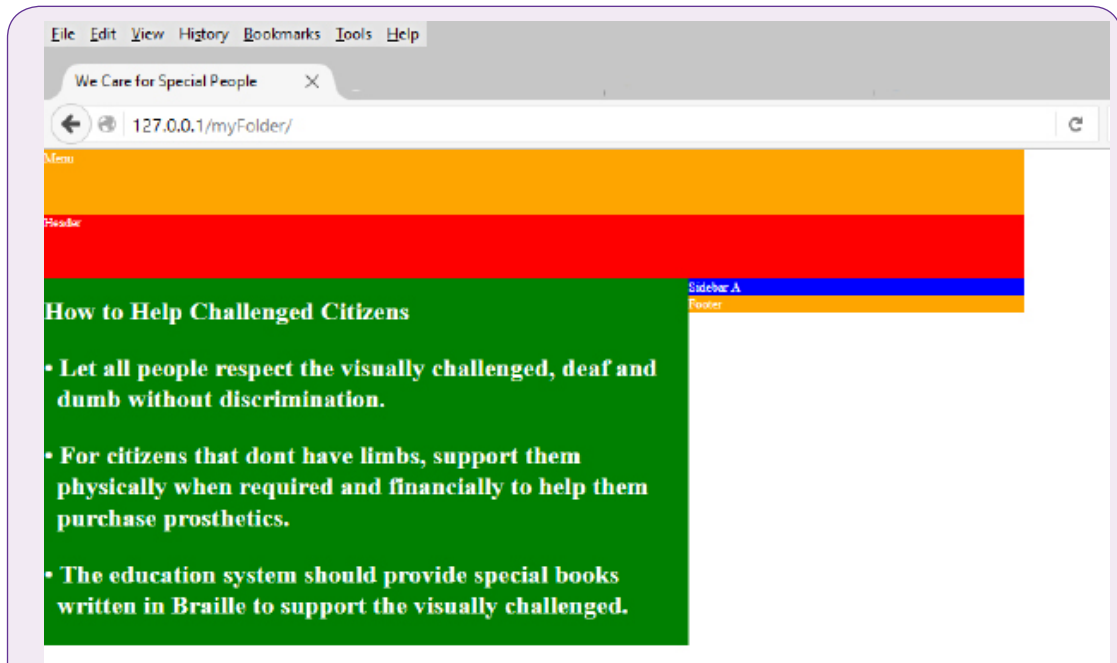 File Edit View History Bookmarks Tools Help
We Care for Special People
127.0.0.1/myFolder/
Menu
Header
Sidebar A
Footer
How to Help Challenged Citizens
• Let all people respect the visually challenged, deaf and
dumb without discrimination.
• For citizens that dont have limbs, support them
physically when required and financially to help them
purchase prosthetics.
• The education system should provide special books
written in Braille to support the visually challenged.